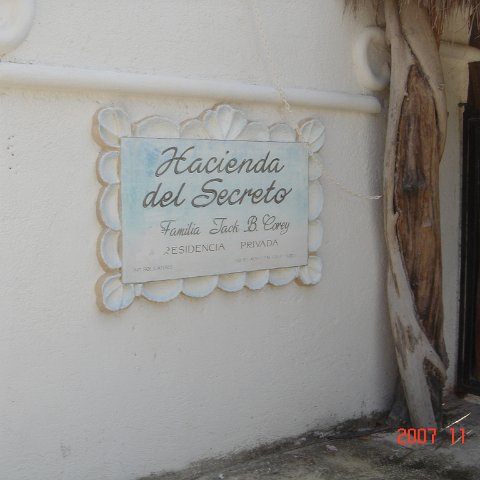 Hacienda
del Secreto
Familia Jack B. Corey
RESIDENCIA PRIVADA
2007 11